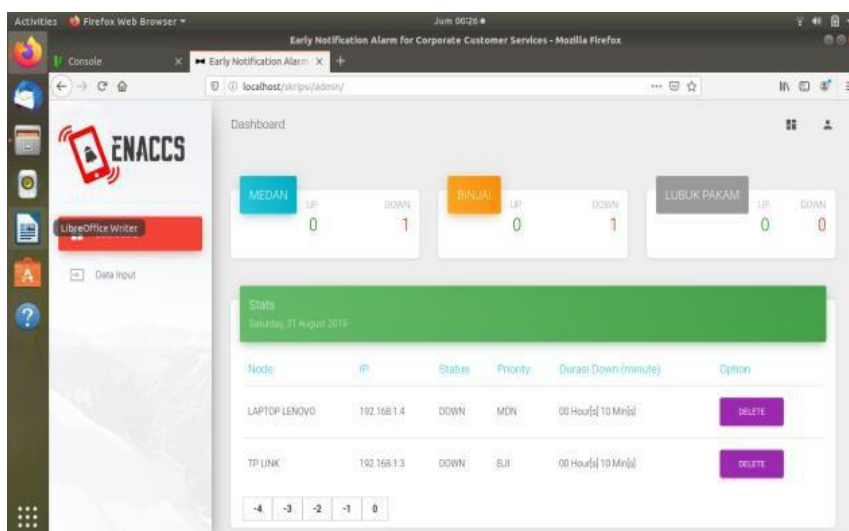 Activities Firefox Web Browser Jum 00:26
Early Notification Alarm for Corporate Customer Services - Mozilla Firefox
Console
Early Notification Alarm
localhost/skripsi/admin/
ENACCS
Dashboard
MEDAN
UP DOWN
0 1
BINJAI
UP DOWN
0 1
LUBUK PAKAM
UP DOWN
0 0
LibreOffice Writer
Data Input
Stats
Saturday, 31 August 2019
Node IP Status Priority Durasi Down (minute) Option
LAPTOP LENOVO 192.168.1.4 DOWN MDN 00 Hour[s] 10 Min[s] DELETE
TP LINK 192.168.1.3 DOWN BJI 00 Hour[s] 10 Min[s] DELETE
-4 -3 -2 -1 0